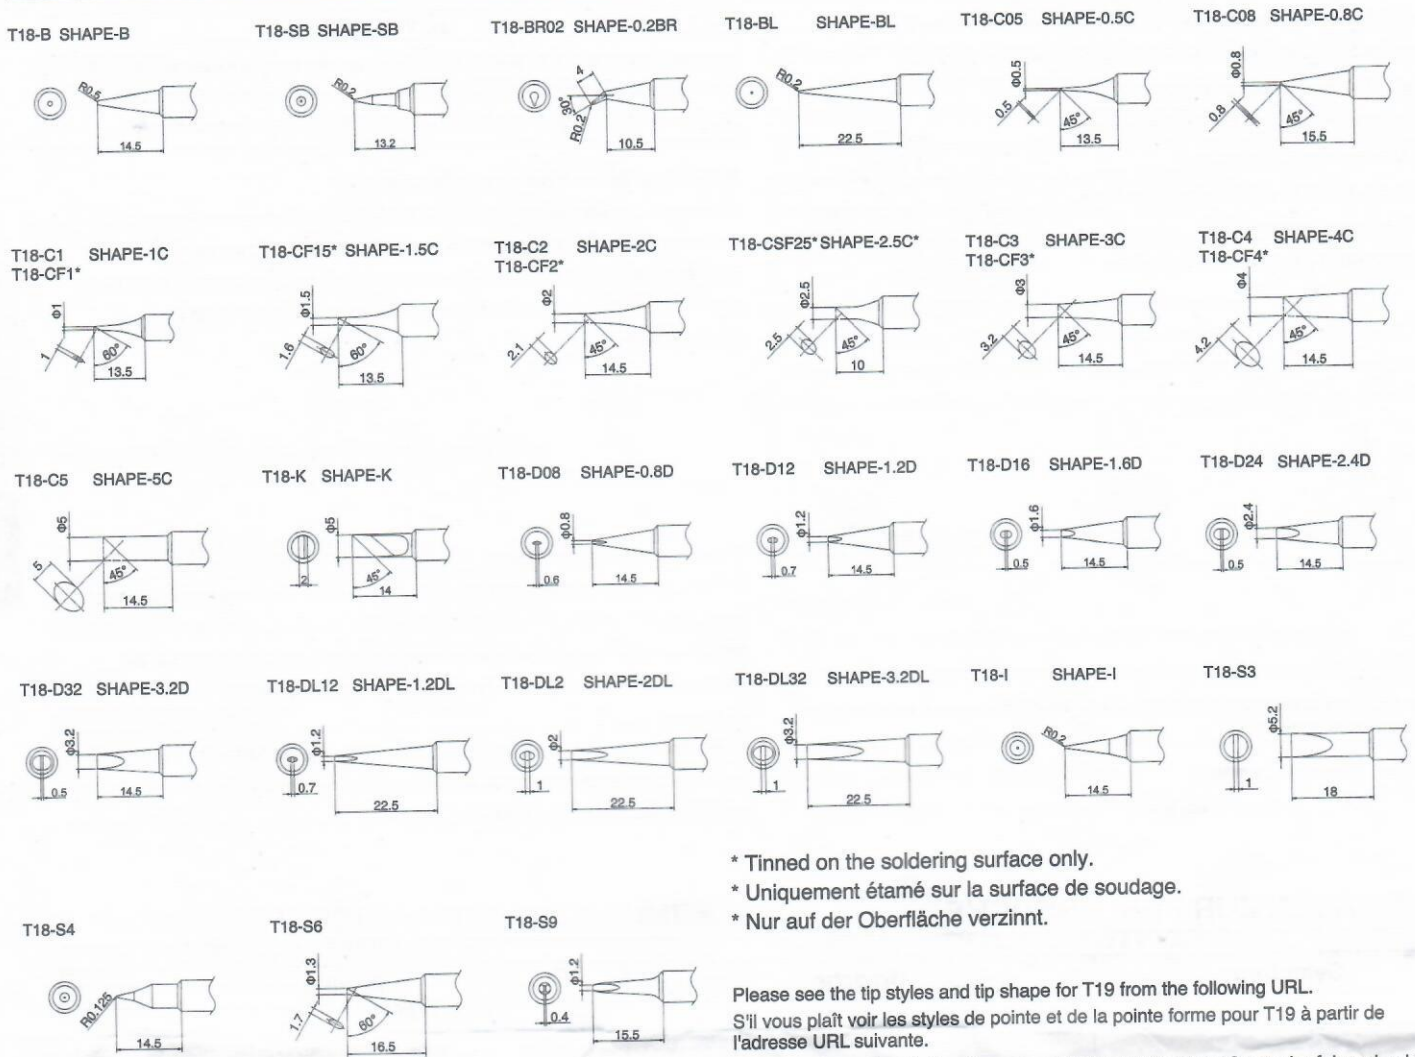 T18-B SHAPE-B
R0.5
14.5
T18-SB SHAPE-SB
R0.2
13.2
T18-BR02 SHAPE-0.2BR
4
30°
R0.2
10.5
T18-BL SHAPE-BL
R0.2
22.5
T18-C05 SHAPE-0.5C
Φ0.5
0.5
45°
13.5
T18-C08 SHAPE-0.8C
Φ0.8
0.8
45°
15.5
T18-C1 SHAPE-1C
T18-CF1*
Φ1
1
60°
13.5
T18-CF15* SHAPE-1.5C
Φ1.5
1.6
60°
13.5
T18-C2 SHAPE-2C
T18-CF2*
Φ2
2.1
45°
14.5
T18-CSF25* SHAPE-2.5C*
Φ2.5
2.5
45°
10
T18-C3 SHAPE-3C
T18-CF3*
Φ3
3.2
45°
14.5
T18-C4 SHAPE-4C
T18-CF4*
Φ4
4.2
45°
14.5
T18-C5 SHAPE-5C
Φ5
5
45°
14.5
T18-K SHAPE-K
Φ5
2
45°
14
T18-D08 SHAPE-0.8D
Φ0.8
0.6
14.5
T18-D12 SHAPE-1.2D
Φ1.2
0.7
14.5
T18-D16 SHAPE-1.6D
Φ1.6
0.5
14.5
T18-D24 SHAPE-2.4D
Φ2.4
0.5
14.5
T18-D32 SHAPE-3.2D
Φ3.2
0.5
14.5
T18-DL12 SHAPE-1.2DL
Φ1.2
0.7
22.5
T18-DL2 SHAPE-2DL
Φ2
1
22.5
T18-DL32 SHAPE-3.2DL
Φ3.2
1
22.5
T18-I SHAPE-I
R0.2
14.5
T18-S3
Φ5.2
1
18
* Tinned on the soldering surface only.
* Uniquement étamé sur la surface de soudage.
* Nur auf der Oberfläche verzinnt.
T18-S4
R0.125
14.5
T18-S6
Φ1.3
1.7
60°
16.5
T18-S9
Φ1.2
0.4
15.5
Please see the tip styles and tip shape for T19 from the following URL.
S'il vous plaît voir les styles de pointe et de la pointe forme pour T19 à partir de
l'adresse URL suivante.